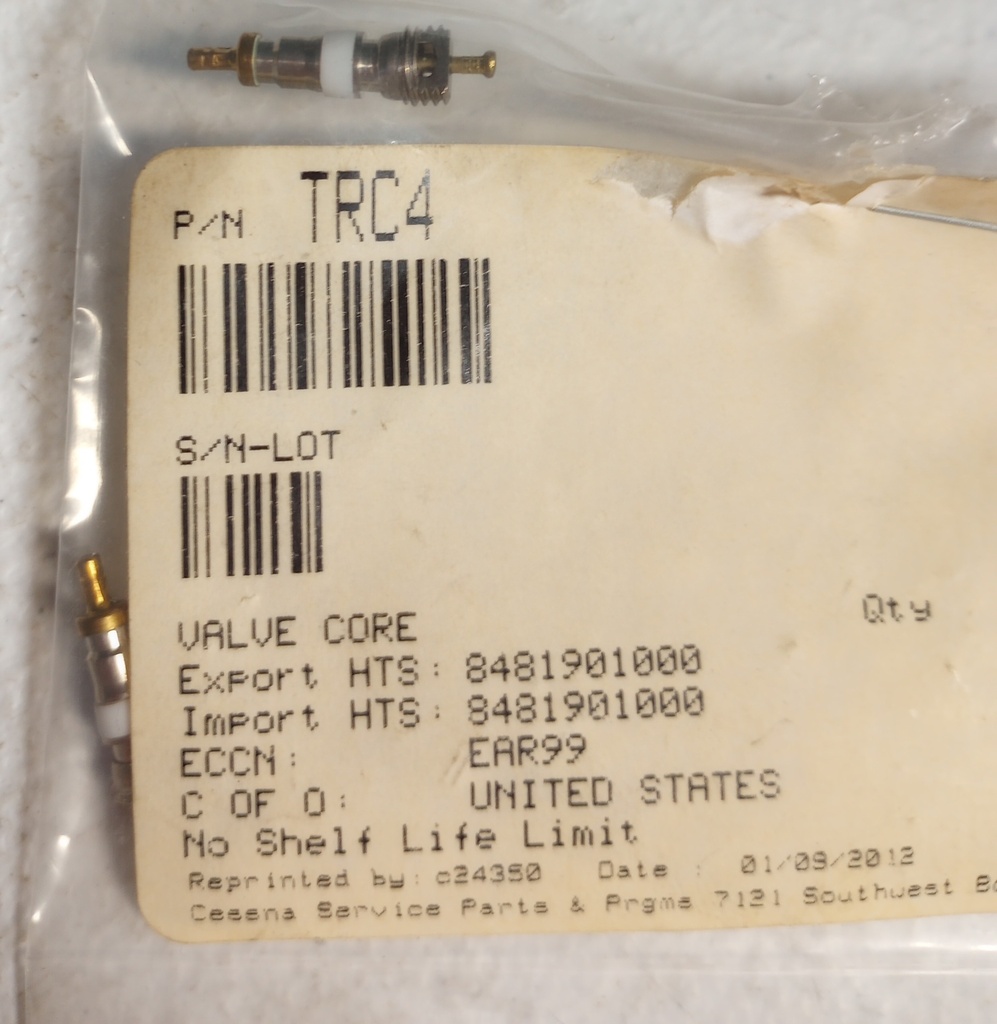 P/N TRC4
S/N-LOT
Qty
VALVE CORE
Export HTS: 8481901000
Import HTS: 8481901000
ECCN: EAR99
C OF O: UNITED STATES
No Shelf Life Limit
Reprinted by: c24350 Date : 01/09/2012
Cessna Service Parts & Prgms 7121 Southwest